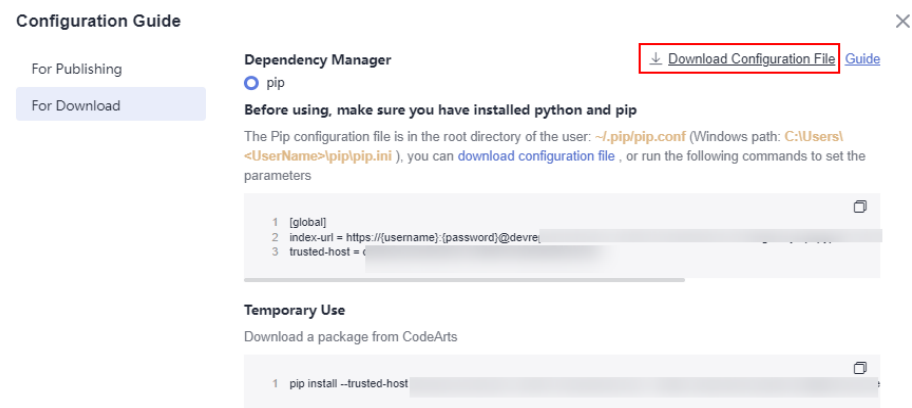 Configuration Guide
For Publishing
For Download
Dependency Manager
Download Configuration File Guide
pip
Before using, make sure you have installed python and pip
The Pip configuration file is in the root directory of the user: ~/.pip/pip.conf (Windows path: C:\Users\
<UserName>\pip\pip.ini ), you can download configuration file , or run the following commands to set the
parameters
1 [global]
2 index-url = https://{username}:{password}@devre
3 trusted-host =
Temporary Use
Download a package from CodeArts
1 pip install --trusted-host